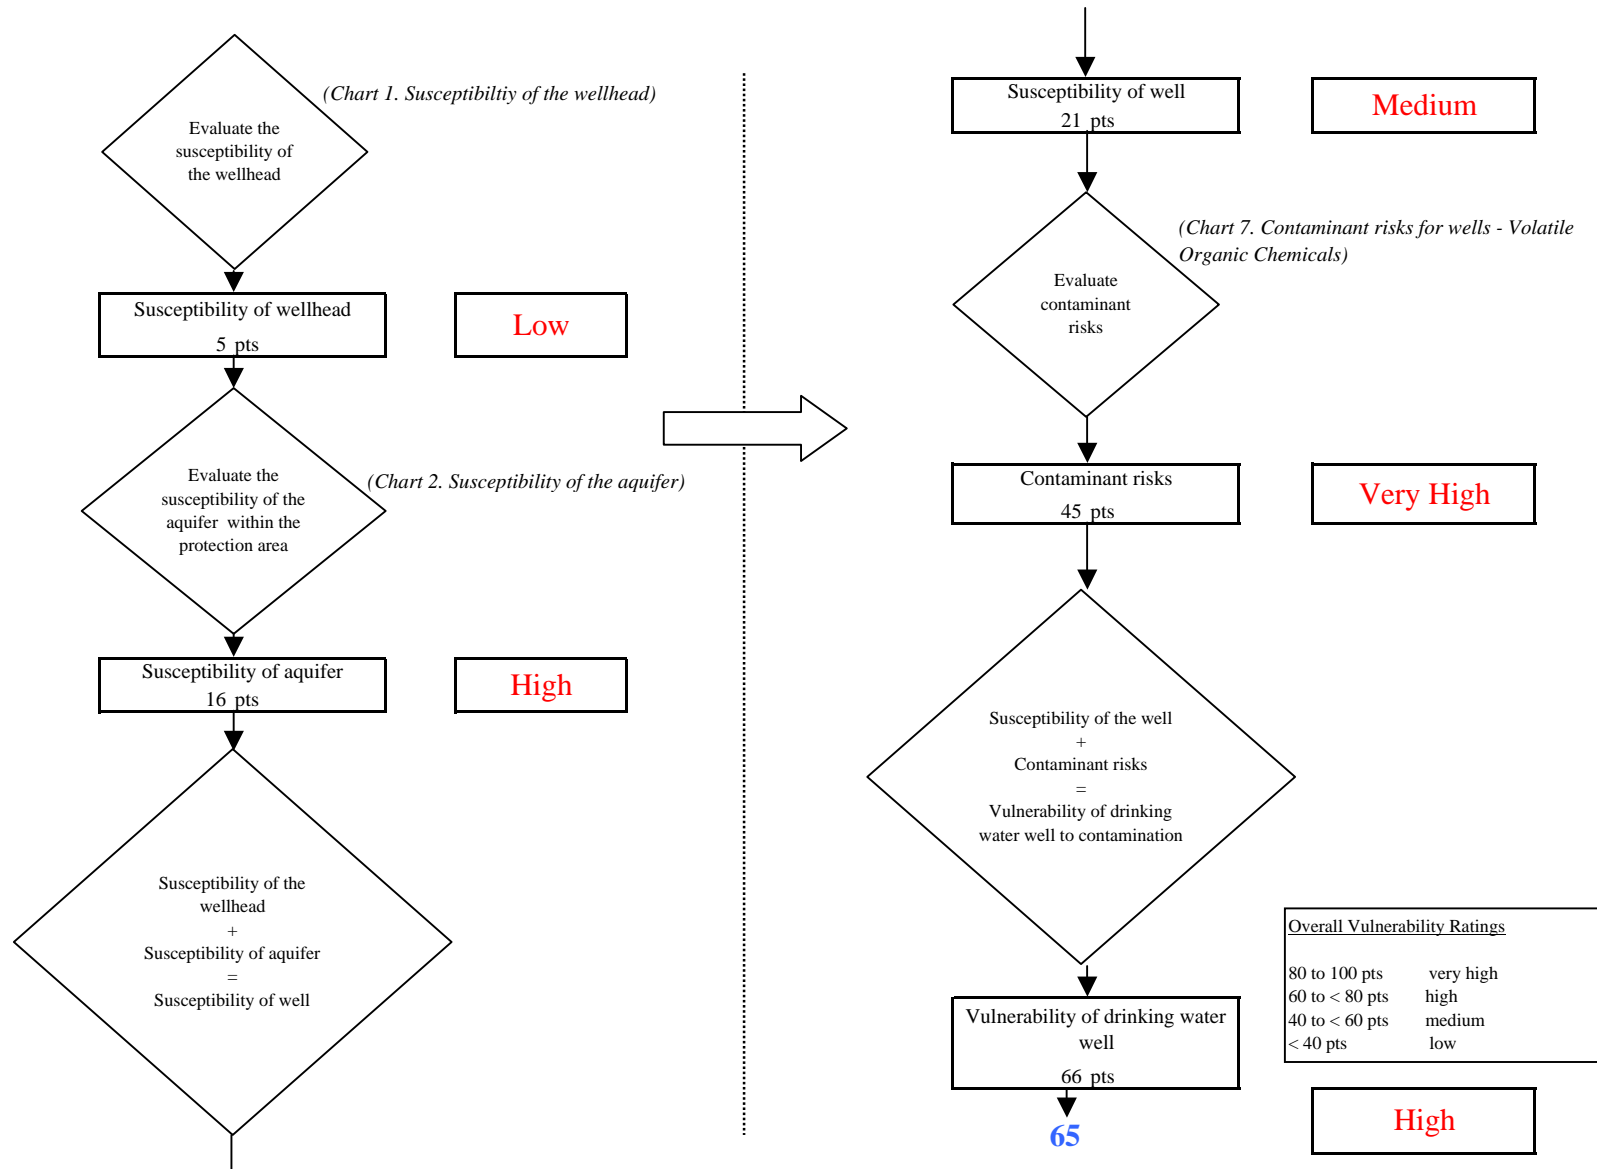 (Chart 1. Susceptibiltiy of the wellhead)
Evaluate the
susceptibility of
the wellhead
Susceptibility of wellhead
5 pts
Low
Evaluate the
susceptibility of the
aquifer within the
protection area
(Chart 2. Susceptibility of the aquifer)
Susceptibility of aquifer
16 pts
High
Susceptibility of the
wellhead
+
Susceptibility of aquifer
=
Susceptibility of well
Susceptibility of well
21 pts
Medium
(Chart 7. Contaminant risks for wells - Volatile
Organic Chemicals)
Evaluate
contaminant
risks
Contaminant risks
45 pts
Very High
Susceptibility of the well
+
Contaminant risks
=
Vulnerability of drinking
water well to contamination
Overall Vulnerability Ratings
80 to 100 pts very high
60 to < 80 pts high
40 to < 60 pts medium
< 40 pts low
Vulnerability of drinking water
well
66 pts
65
High